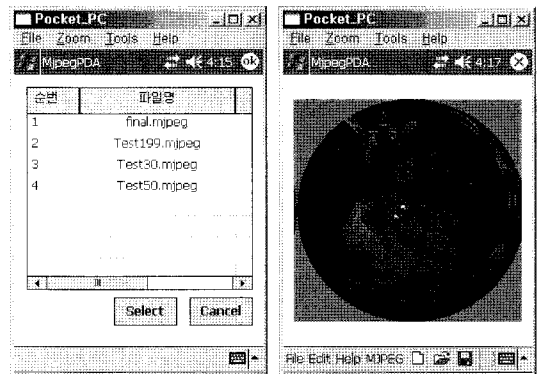 Pocket_PC
File Zoom Tools Help
MjpegPDA 4:15 ok
순번 파일명
1 final.mjpeg
2 Test199.mjpeg
3 Test30.mjpeg
4 Test50.mjpeg
Select Cancel
Pocket_PC
File Zoom Tools Help
MjpegPDA 4:17
File Edit Help MJPEG